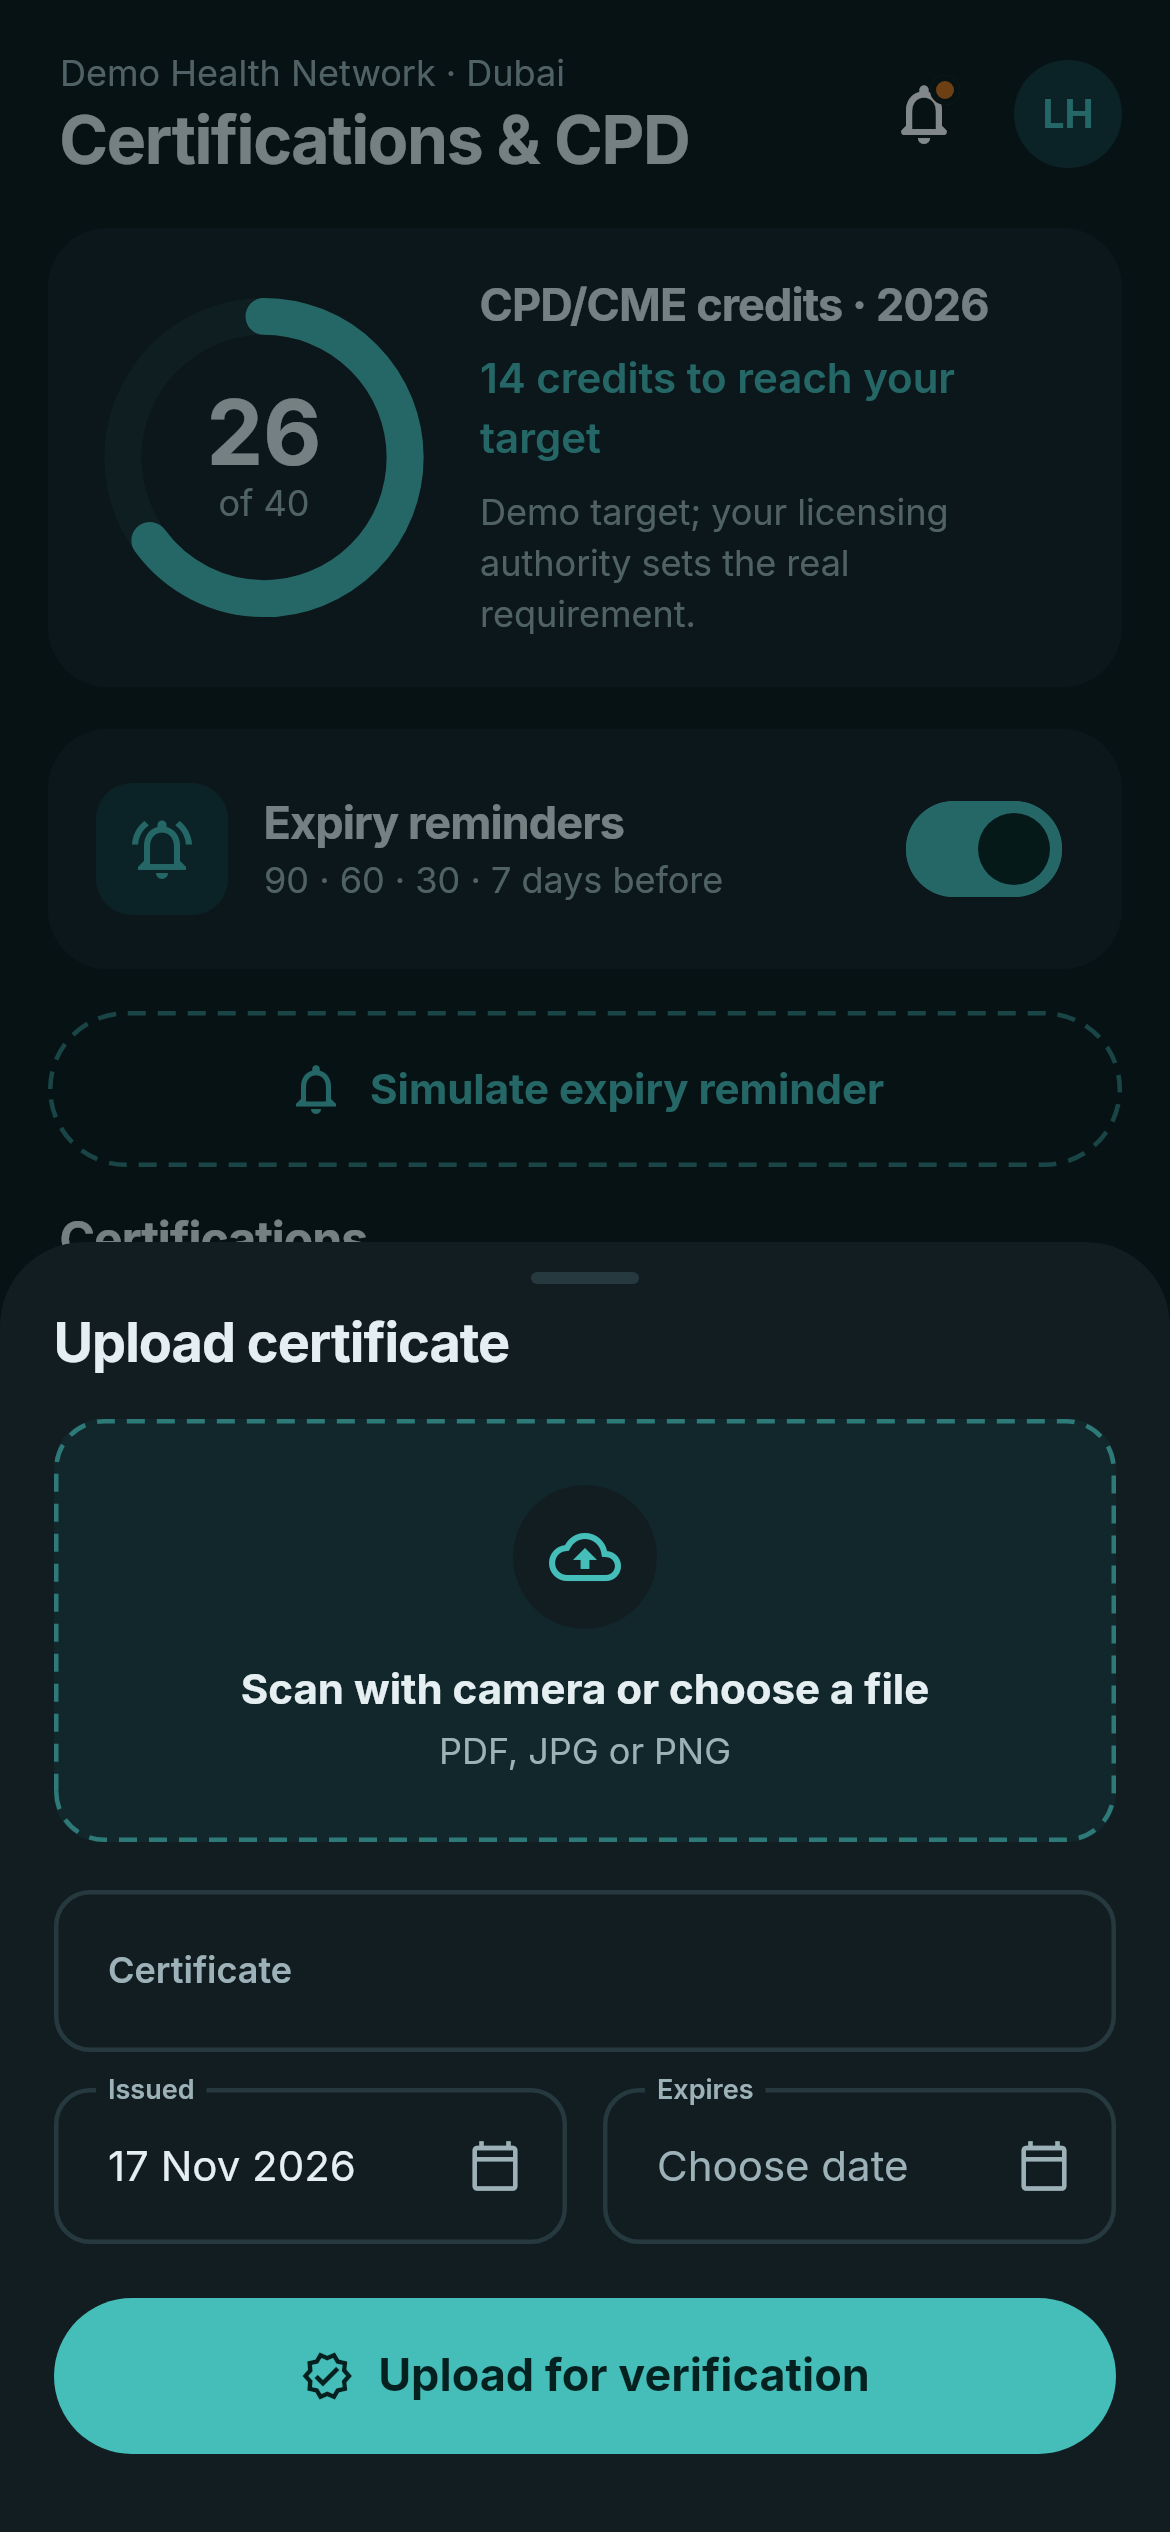 Demo Health Network · Dubai
Certifications & CPD
LH
26
of 40
CPD/CME credits · 2026
14 credits to reach your
target
Demo target; your licensing
authority sets the real
requirement.
Expiry reminders
90 · 60 · 30 · 7 days before
Simulate expiry reminder
Certifications
Upload certificate
Scan with camera or choose a file
PDF, JPG or PNG
Certificate
Issued
17 Nov 2026
Expires
Choose date
Upload for verification